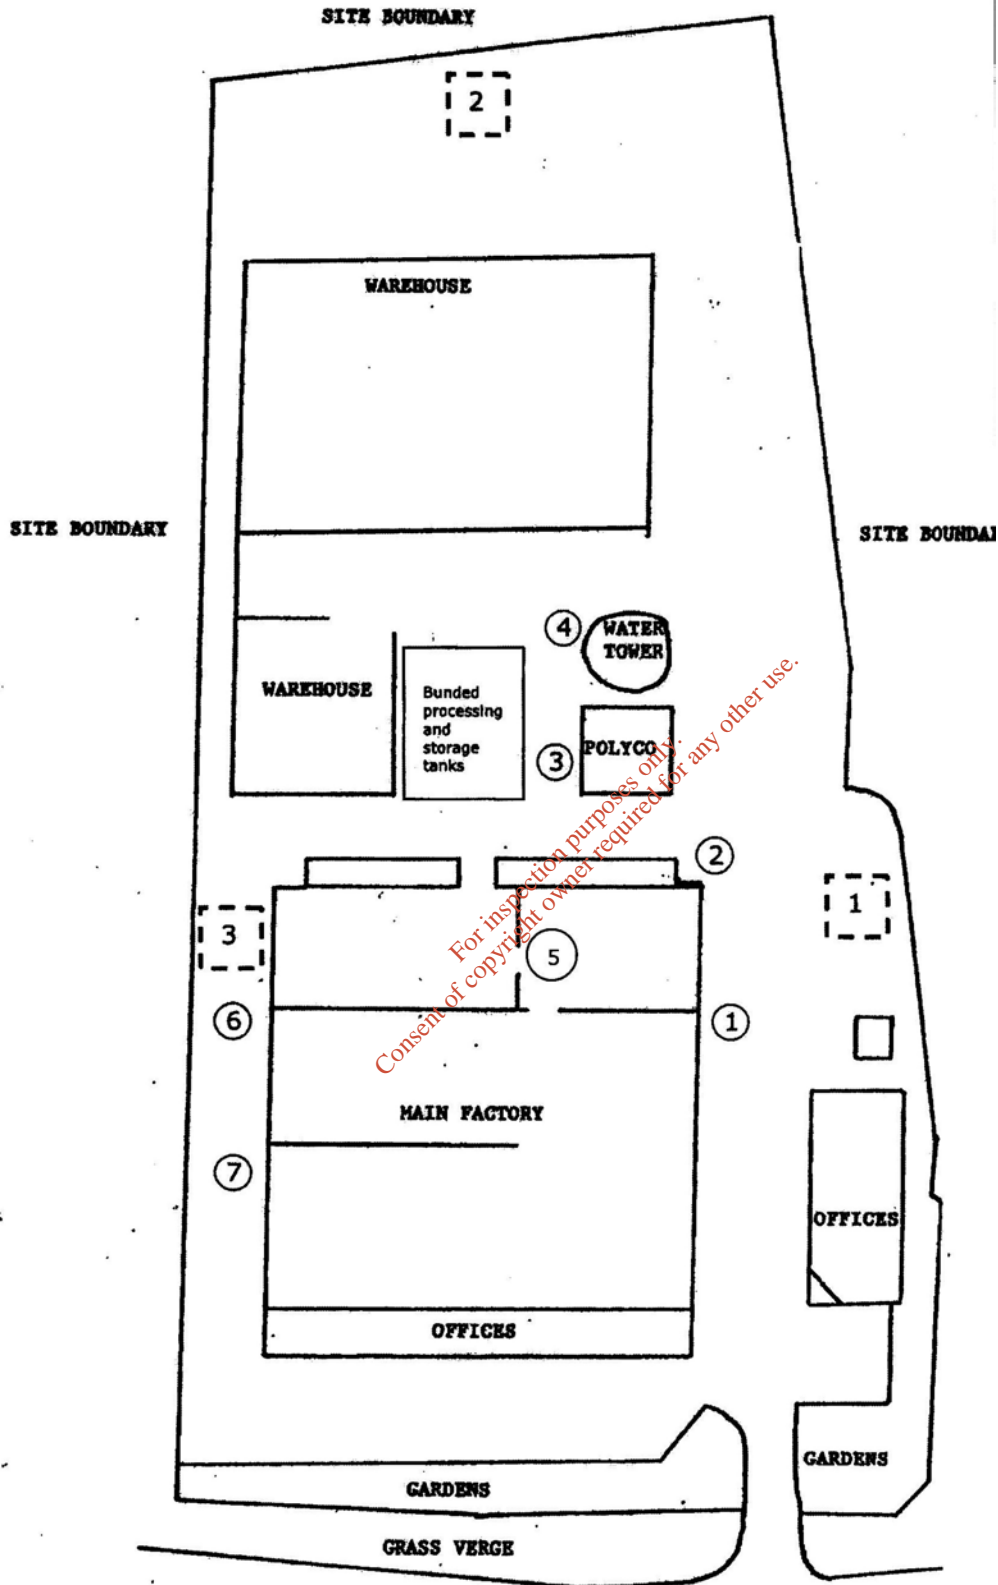 SITE BOUNDARY
2
WAREHOUSE
SITE BOUNDARY
SITE BOUNDAR
4
WATER
TOWER
WAREHOUSE
Bunded
processing
and
storage
tanks
3
POLYCO
For inspection purposes only.
Consent of copyright owner required for any other use.
2
1
3
5
6
1
MAIN FACTORY
7
OFFICES
OFFICES
GARDENS
GARDENS
GRASS VERGE